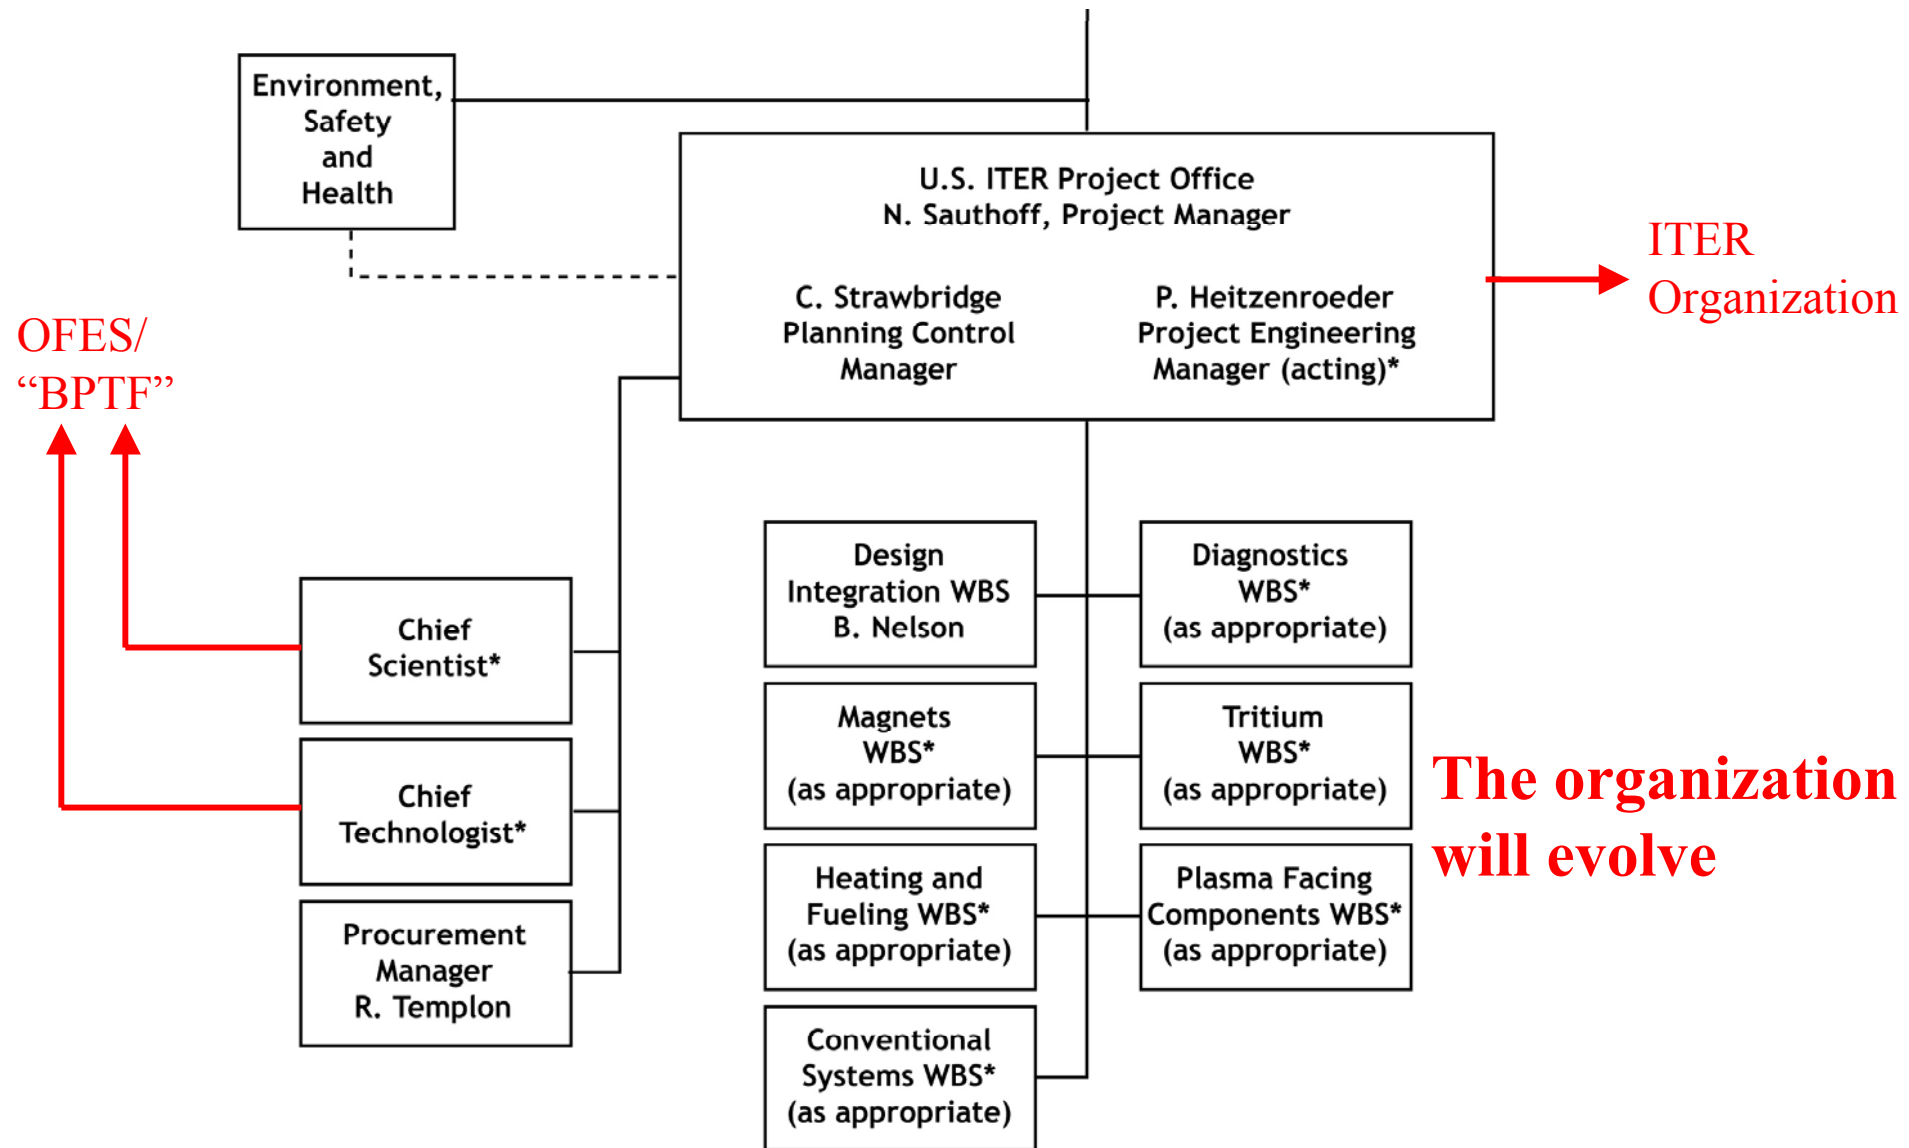 Environment,
Safety
and
Health
U.S. ITER Project Office
N. Sauthoff, Project Manager
C. Strawbridge
Planning Control
Manager
P. Heitzenroeder
Project Engineering
Manager (acting)*
ITER
Organization
OFES/
“BPTF”
Chief
Scientist*
Chief
Technologist*
Procurement
Manager
R. Templon
Design
Integration WBS
B. Nelson
Diagnostics
WBS*
(as appropriate)
Magnets
WBS*
(as appropriate)
Tritium
WBS*
(as appropriate)
Heating and
Fueling WBS*
(as appropriate)
Plasma Facing
Components WBS*
(as appropriate)
Conventional
Systems WBS*
(as appropriate)
The organization
will evolve